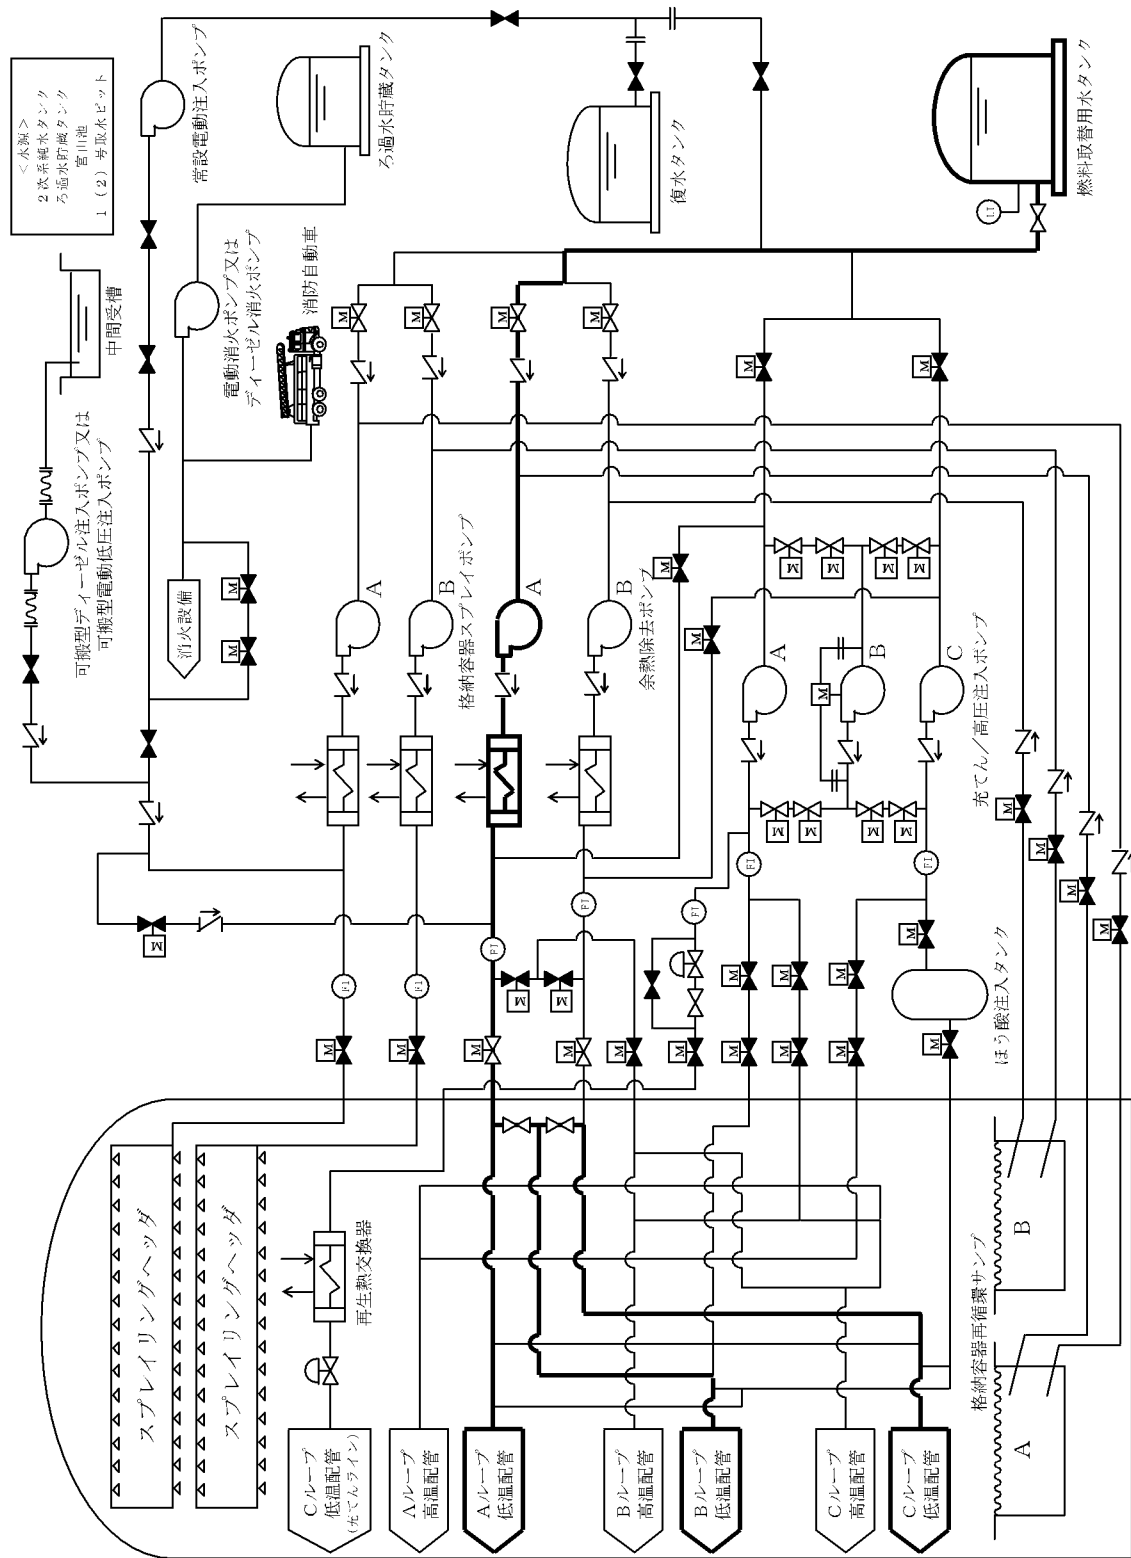 <水源>
2次系純水タンク
ろ過水貯蔵タンク
宮川池
1(2)号取水ピット
常設電動注入ポンプ
ろ過水貯蔵タンク
復水タンク
燃料取替用水タンク
LI
中間受槽
電動消火ポンプ又は
ディーゼル消火ポンプ
消防自動車
可搬型ディーゼル注入ポンプ又は
可搬型電動低圧注入ポンプ
消火設備
M
M
M
M
M
M
M
M
M
M
M
M
M
M
A
B
格納容器スプレイポンプ
A
B
余熱除去ポンプ
A
B
C
充てん/高圧注入ポンプ
M
M
M
M
M
M
M
M
M
M
FI
FI
FI
FI
FI
FI
FI
M
M
M
M
M
M
M
ほう酸注入タンク
M
M
M
M
M
M
M
M
M
M
スプレイリングヘッダ
スプレイリングヘッダ
再生熱交換器
格納容器再循環サンプ
B
A
Cループ
低温配管
(充てんライン)
Aループ
高温配管
Aループ
低温配管
Bループ
高温配管
Bループ
低温配管
Cループ
高温配管
Cループ
低温配管